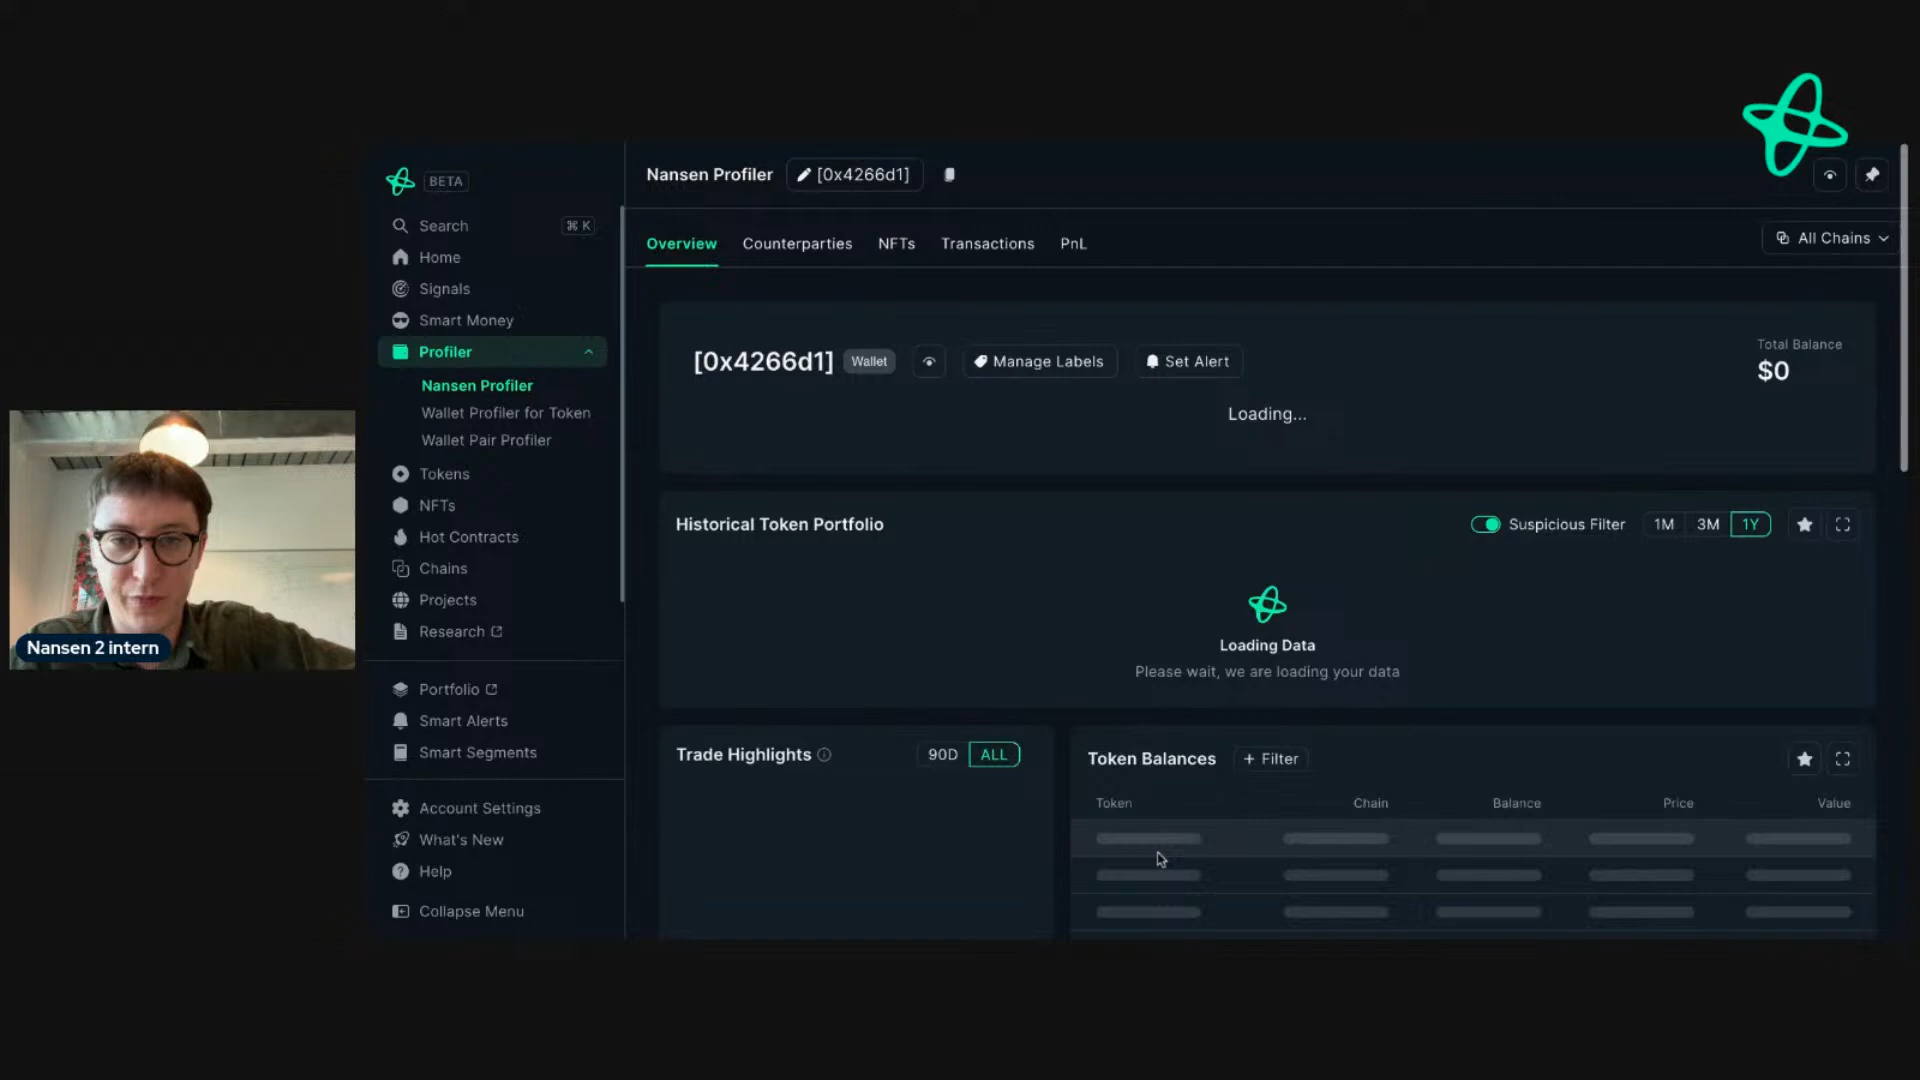 BETA
Search
⌘ K
Home
Signals
Smart Money
Profiler
Nansen Profiler
Wallet Profiler for Token
Wallet Pair Profiler
Tokens
NFTs
Hot Contracts
Chains
Projects
Research
Portfolio
Smart Alerts
Smart Segments
Account Settings
What's New
Help
Collapse Menu
Nansen 2 intern
Nansen Profiler [0x4266d1]
Overview Counterparties NFTs Transactions PnL
All Chains
[0x4266d1] Wallet Manage Labels Set Alert
Total Balance
$0
Loading...
Historical Token Portfolio
Suspicious Filter 1M 3M 1Y
Loading Data
Please wait, we are loading your data
Trade Highlights 90D ALL
Token Balances + Filter
Token Chain Balance Price Value